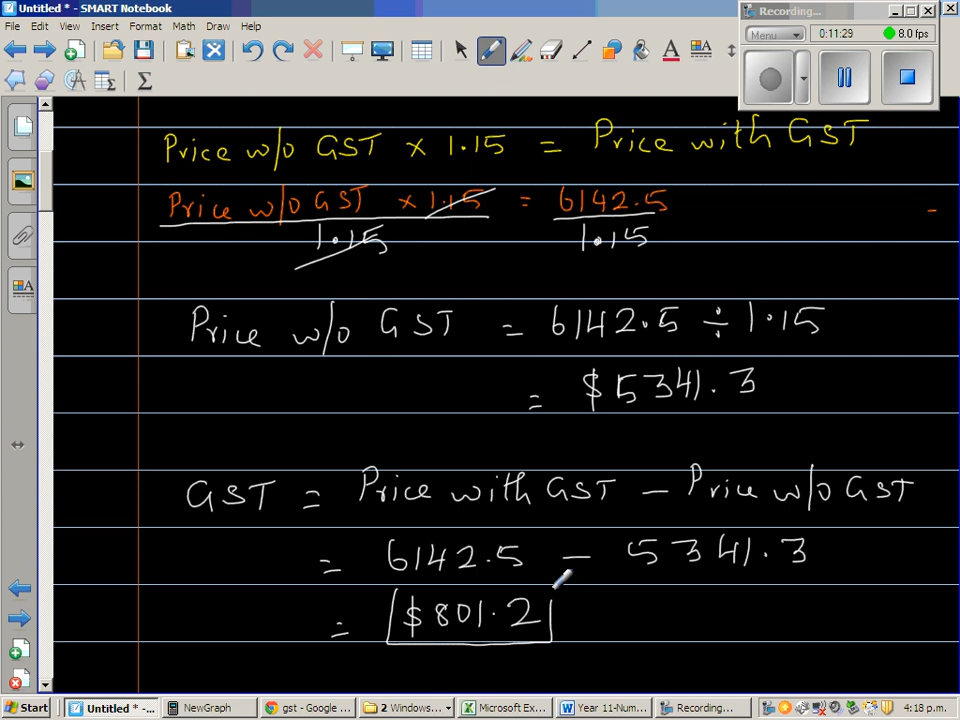 Untitled * - SMART Notebook
File Edit View Insert Format Math Draw Help
Recording...
Menu 0:11:29 8.0 fps
Price w/o GST × 1.15 = Price with GST
Price w/o GST × 1.15 = 6142.5
1.15 1.15
Price w/o GST = 6142.5 ÷ 1.15
= $5341.3
GST = Price with GST - Price w/o GST
= 6142.5 - 5341.3
= $801.2
Start Untitled * -... NewGraph gst - Google ... 2 Windows... Microsoft Ex... Year 11-Num... Recording... 4:18 p.m.